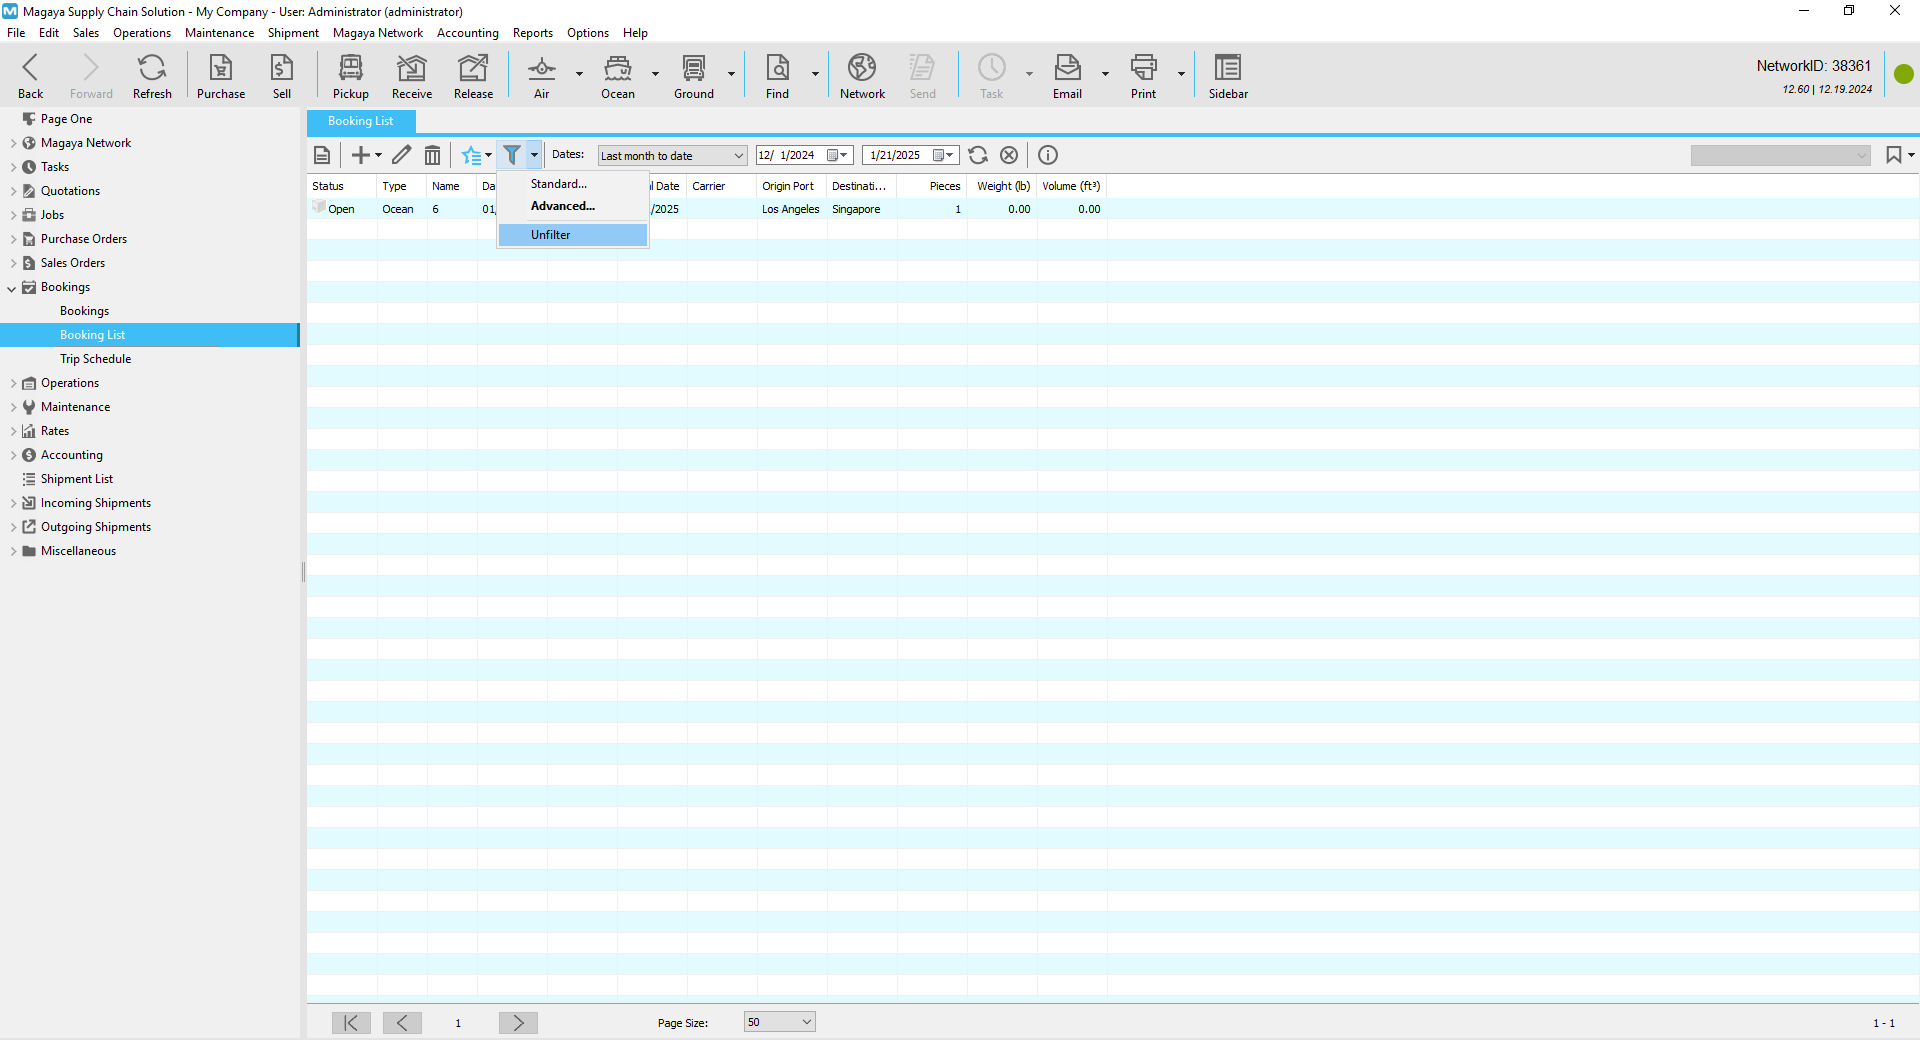 Magaya Supply Chain Solution - My Company - User: Administrator (administrator)
File Edit Sales Operations Maintenance Shipment Magaya Network Accounting Reports Options Help
Back Forward Refresh Purchase Sell Pickup Receive Release Air Ocean Ground Find Network Send Task Email Print Sidebar
NetworkID: 38361
12.60 | 12.19.2024
Page One
Magaya Network
Tasks
Quotations
Jobs
Purchase Orders
Sales Orders
Bookings
Bookings
Booking List
Trip Schedule
Operations
Maintenance
Rates
Accounting
Shipment List
Incoming Shipments
Outgoing Shipments
Miscellaneous
Booking List
Dates: Last month to date 12/ 1/2024 1/21/2025
Status Type Name Da l Date Carrier Origin Port Destinati... Pieces Weight (lb) Volume (ft³)
Open Ocean 6 01, /2025 Los Angeles Singapore 1 0.00 0.00
Standard...
Advanced...
Unfilter
1 Page Size: 50 1 - 1